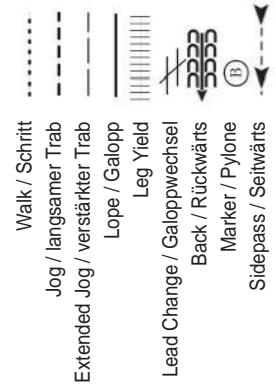 Walk / Schritt
Jog / langsamer Trab
Extended Jog / verstärkter Trab
Lope / Galopp
Leg Yield
Lead Change / Galoppwechsel
Back / Rückwärts
Marker / Pylone
B
Sidepass / Seitwärts